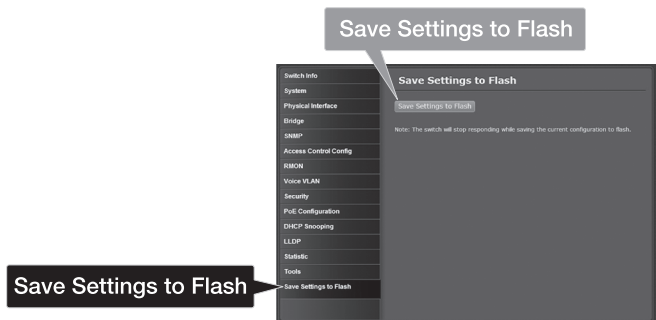 Save Settings to Flash
Switch Info
System
Physical Interface
Bridge
SNMP
Access Control Config
RMON
Voice VLAN
Security
PoE Configuration
DHCP Snooping
LLDP
Statistic
Tools
Save Settings to Flash
Save Settings to Flash
Save Settings to Flash
Note: The switch will stop responding while saving the current configuration to flash.
Save Settings to Flash